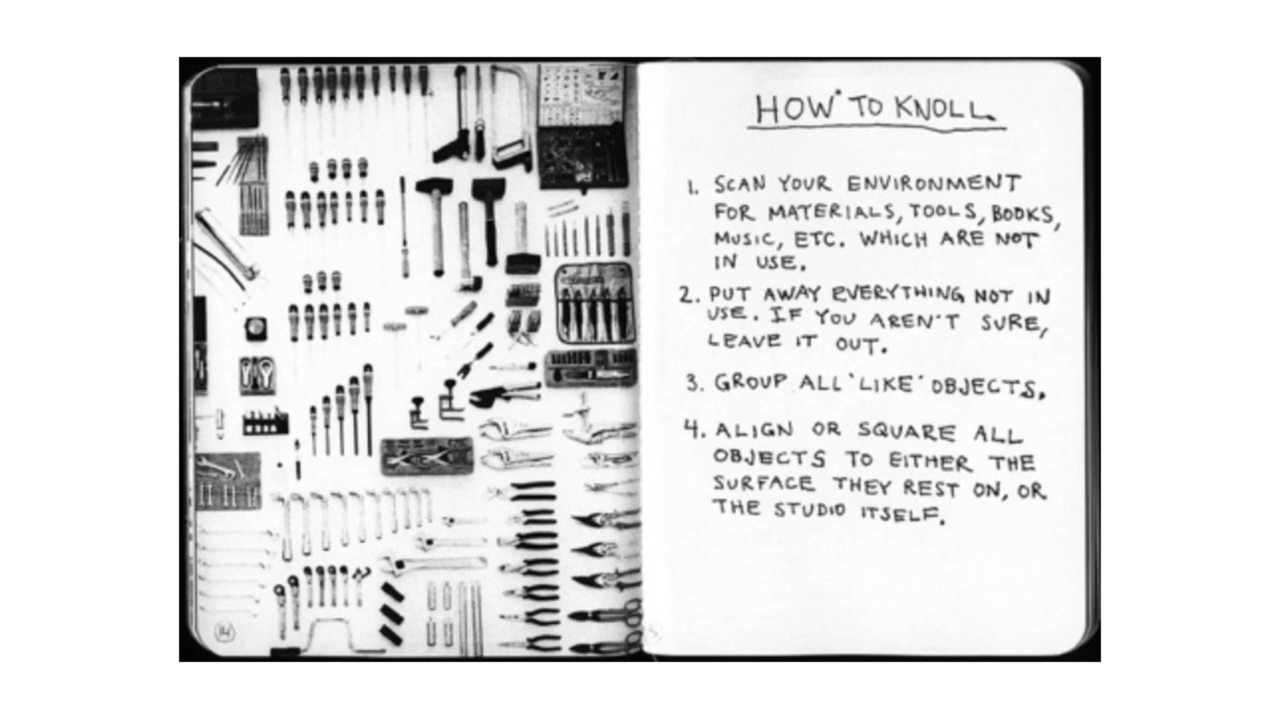 14
HOW TO KNOLL
1. SCAN YOUR ENVIRONMENT
FOR MATERIALS, TOOLS, BOOKS,
MUSIC, ETC. WHICH ARE NOT
IN USE.
2. PUT AWAY EVERYTHING NOT IN
USE. IF YOU AREN'T SURE,
LEAVE IT OUT.
3. GROUP ALL 'LIKE' OBJECTS.
4. ALIGN OR SQUARE ALL
OBJECTS TO EITHER THE
SURFACE THEY REST ON, OR
THE STUDIO ITSELF.